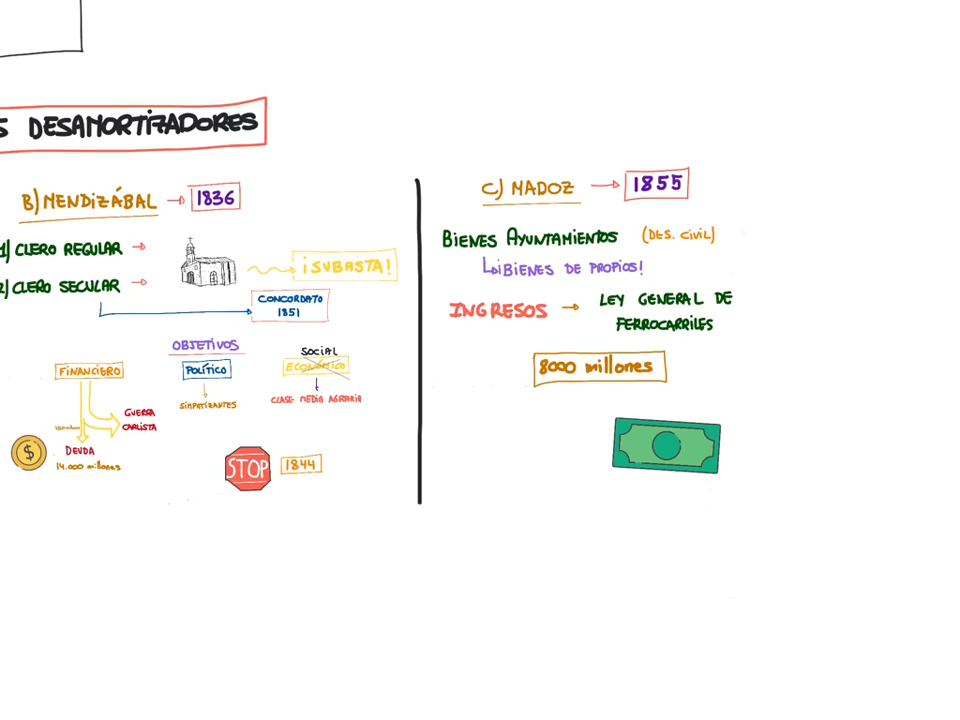 S DESAMORTIZADORES
B) MENDIZÁBAL → 1836
1) CLERO REGULAR →
2) CLERO SECULAR →
¡SUBASTA!
CONCORDATO
1851
OBJETIVOS
FINANCIERO
POLÍTICO
SOCIAL
ECONÓMICO
SIMPATIZANTES
CLASE MEDIA AGRARIA
GUERRA
CARLISTA
DEUDA
14.000 millones
$
STOP
1844
C) MADOZ → 1855
BIENES AYUNTAMIENTOS (DES. CIVIL)
¡BIENES DE PROPIOS!
INGRESOS → LEY GENERAL DE
FERROCARRILES
8000 millones